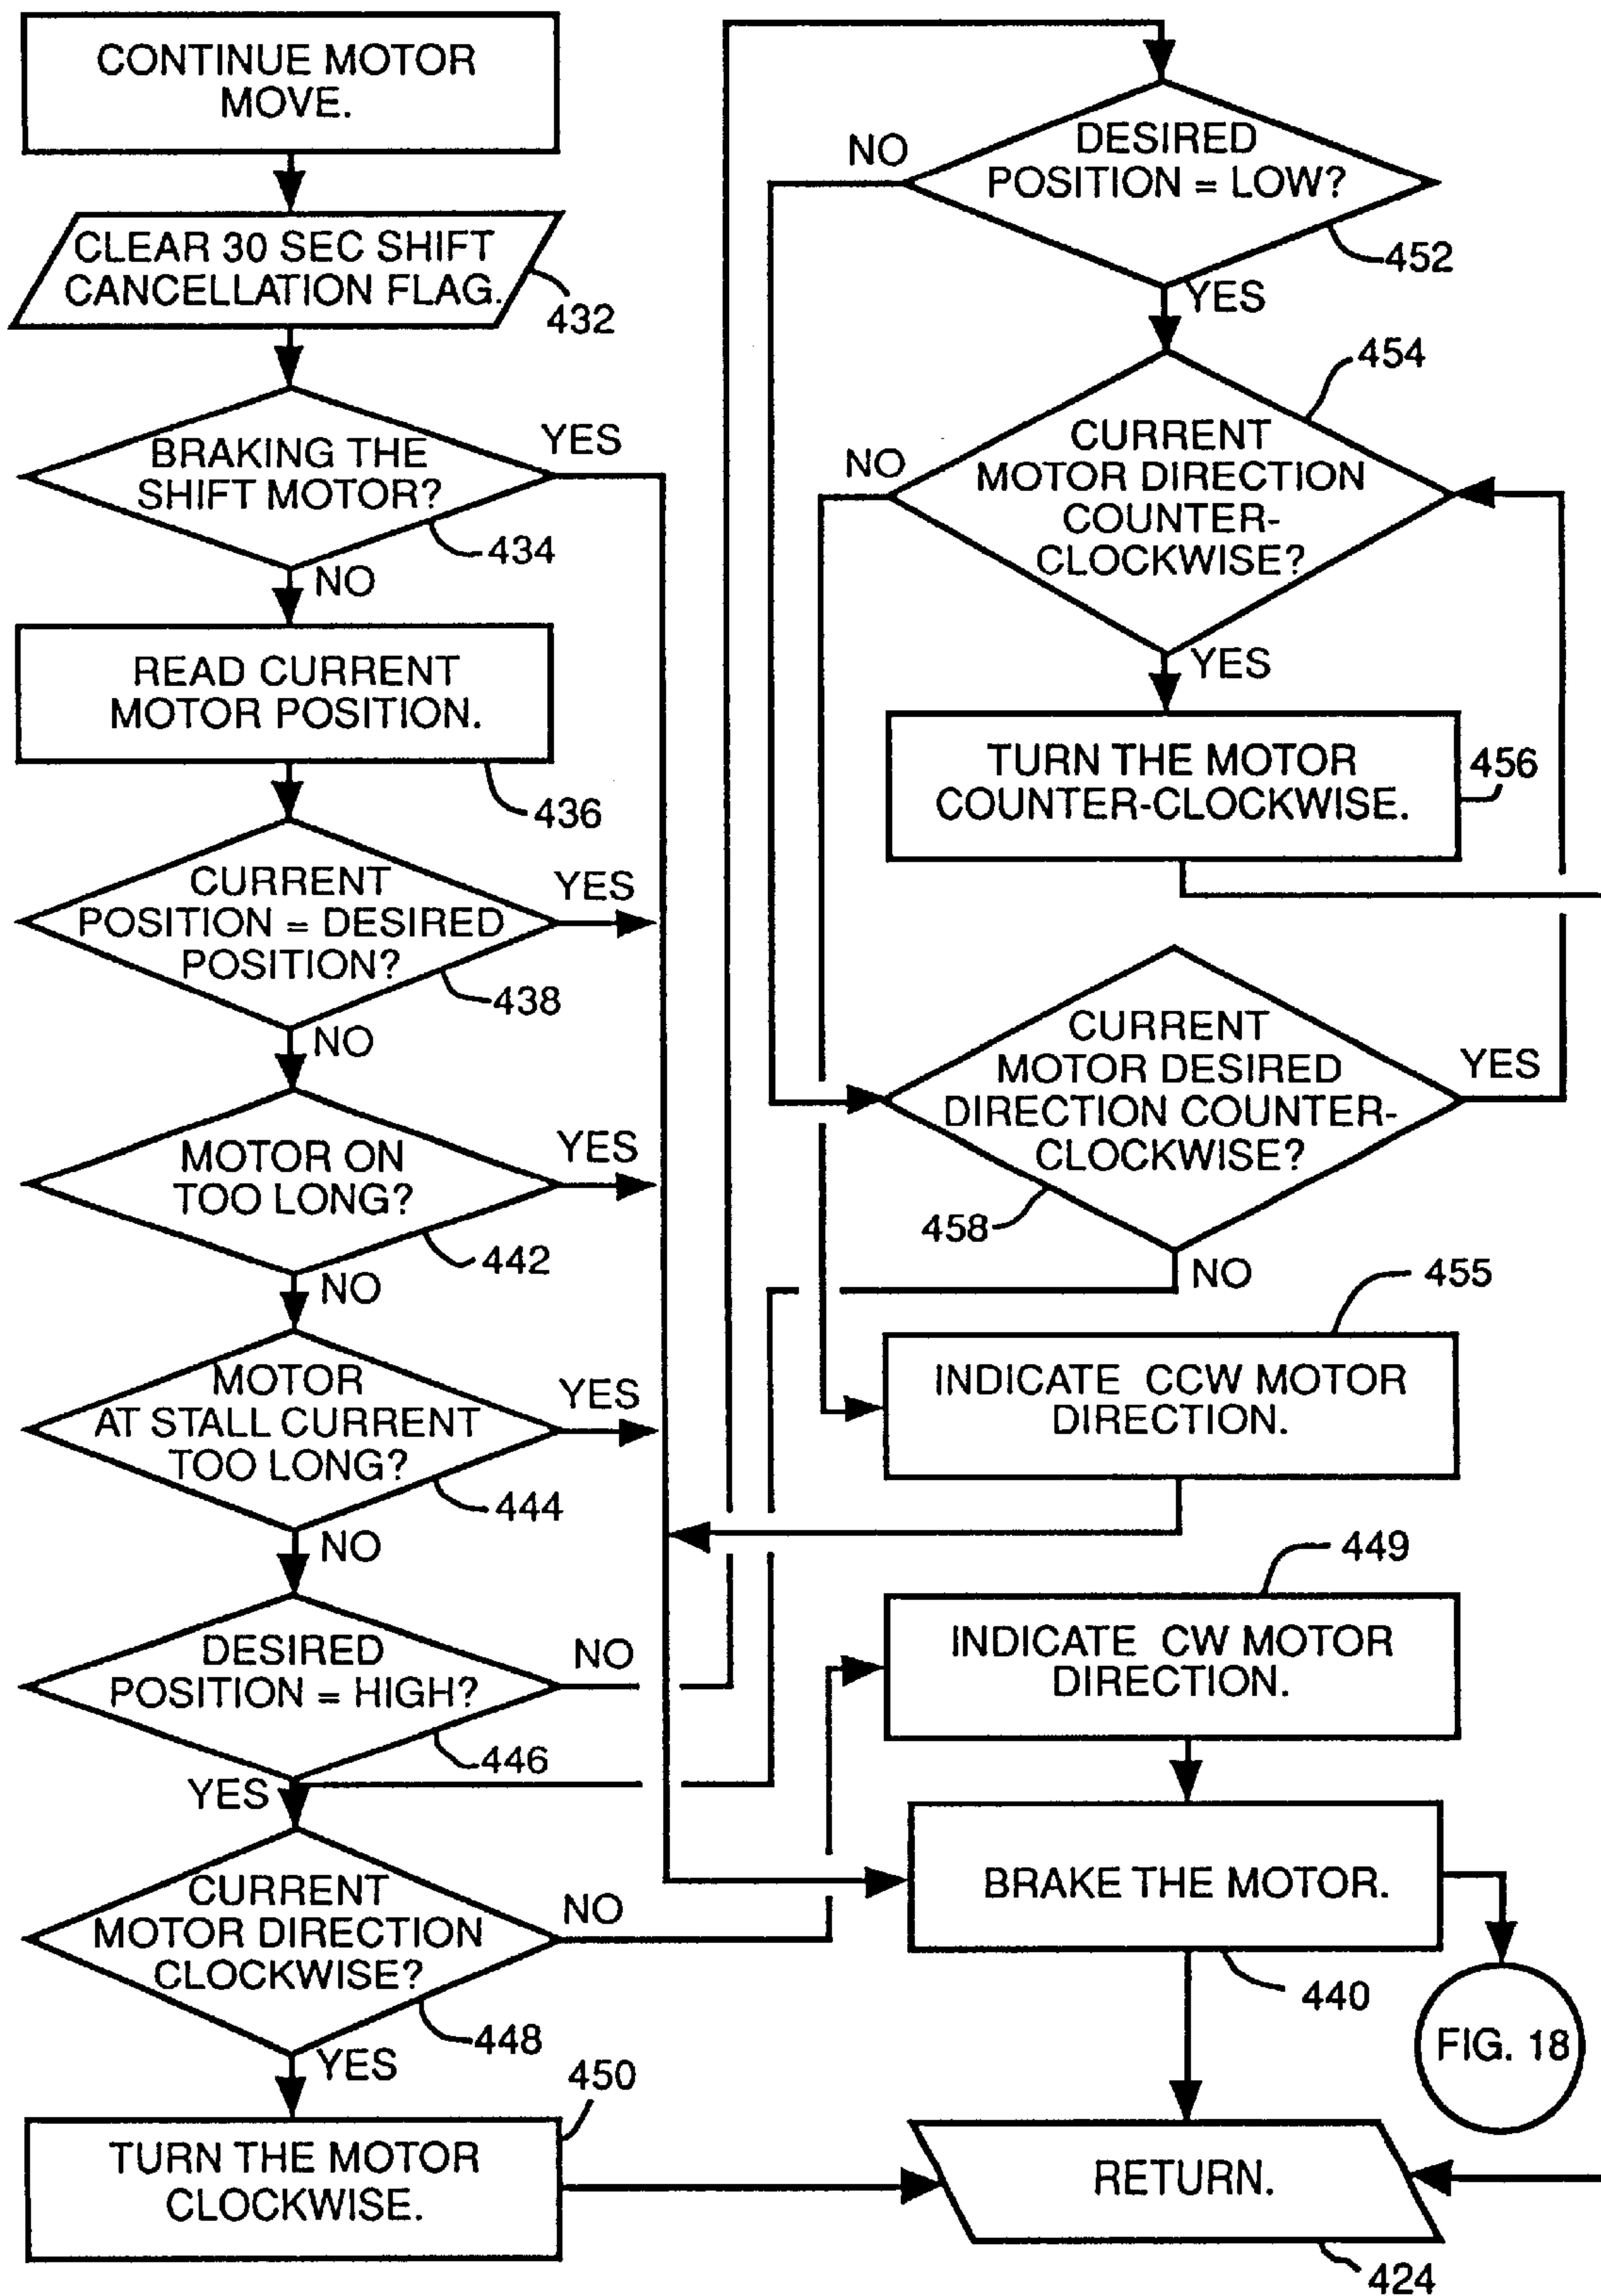 CONTINUE MOTOR
MOVE.
CLEAR 30 SEC SHIFT
CANCELLATION FLAG.
432
BRAKING THE
SHIFT MOTOR?
YES
434
NO
READ CURRENT
MOTOR POSITION.
436
CURRENT
POSITION = DESIRED
POSITION?
YES
438
NO
MOTOR ON
TOO LONG?
YES
442
NO
MOTOR
AT STALL CURRENT
TOO LONG?
YES
444
NO
DESIRED
POSITION = HIGH?
NO
446
YES
CURRENT
MOTOR DIRECTION
CLOCKWISE?
NO
448
YES
450
TURN THE MOTOR
CLOCKWISE.
DESIRED
POSITION = LOW?
NO
452
YES
454
CURRENT
MOTOR DIRECTION
COUNTER-
CLOCKWISE?
NO
YES
TURN THE MOTOR
COUNTER-CLOCKWISE.
456
CURRENT
MOTOR DESIRED
DIRECTION COUNTER-
CLOCKWISE?
YES
458
NO
455
INDICATE CCW MOTOR
DIRECTION.
449
INDICATE CW MOTOR
DIRECTION.
BRAKE THE MOTOR.
440
FIG. 18
RETURN.
424